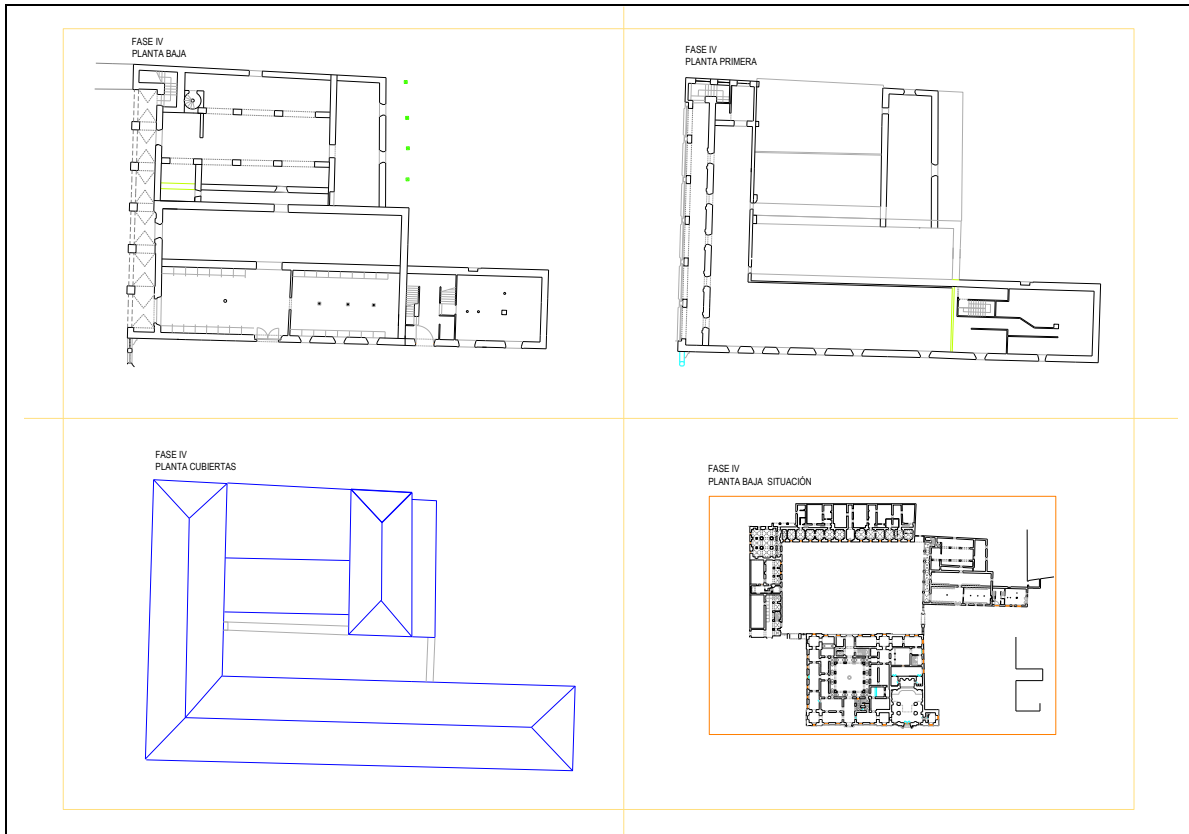 FASE IV
PLANTA BAJA
FASE IV
PLANTA PRIMERA
FASE IV
PLANTA CUBIERTAS
FASE IV
PLANTA BAJA SITUACIÓN